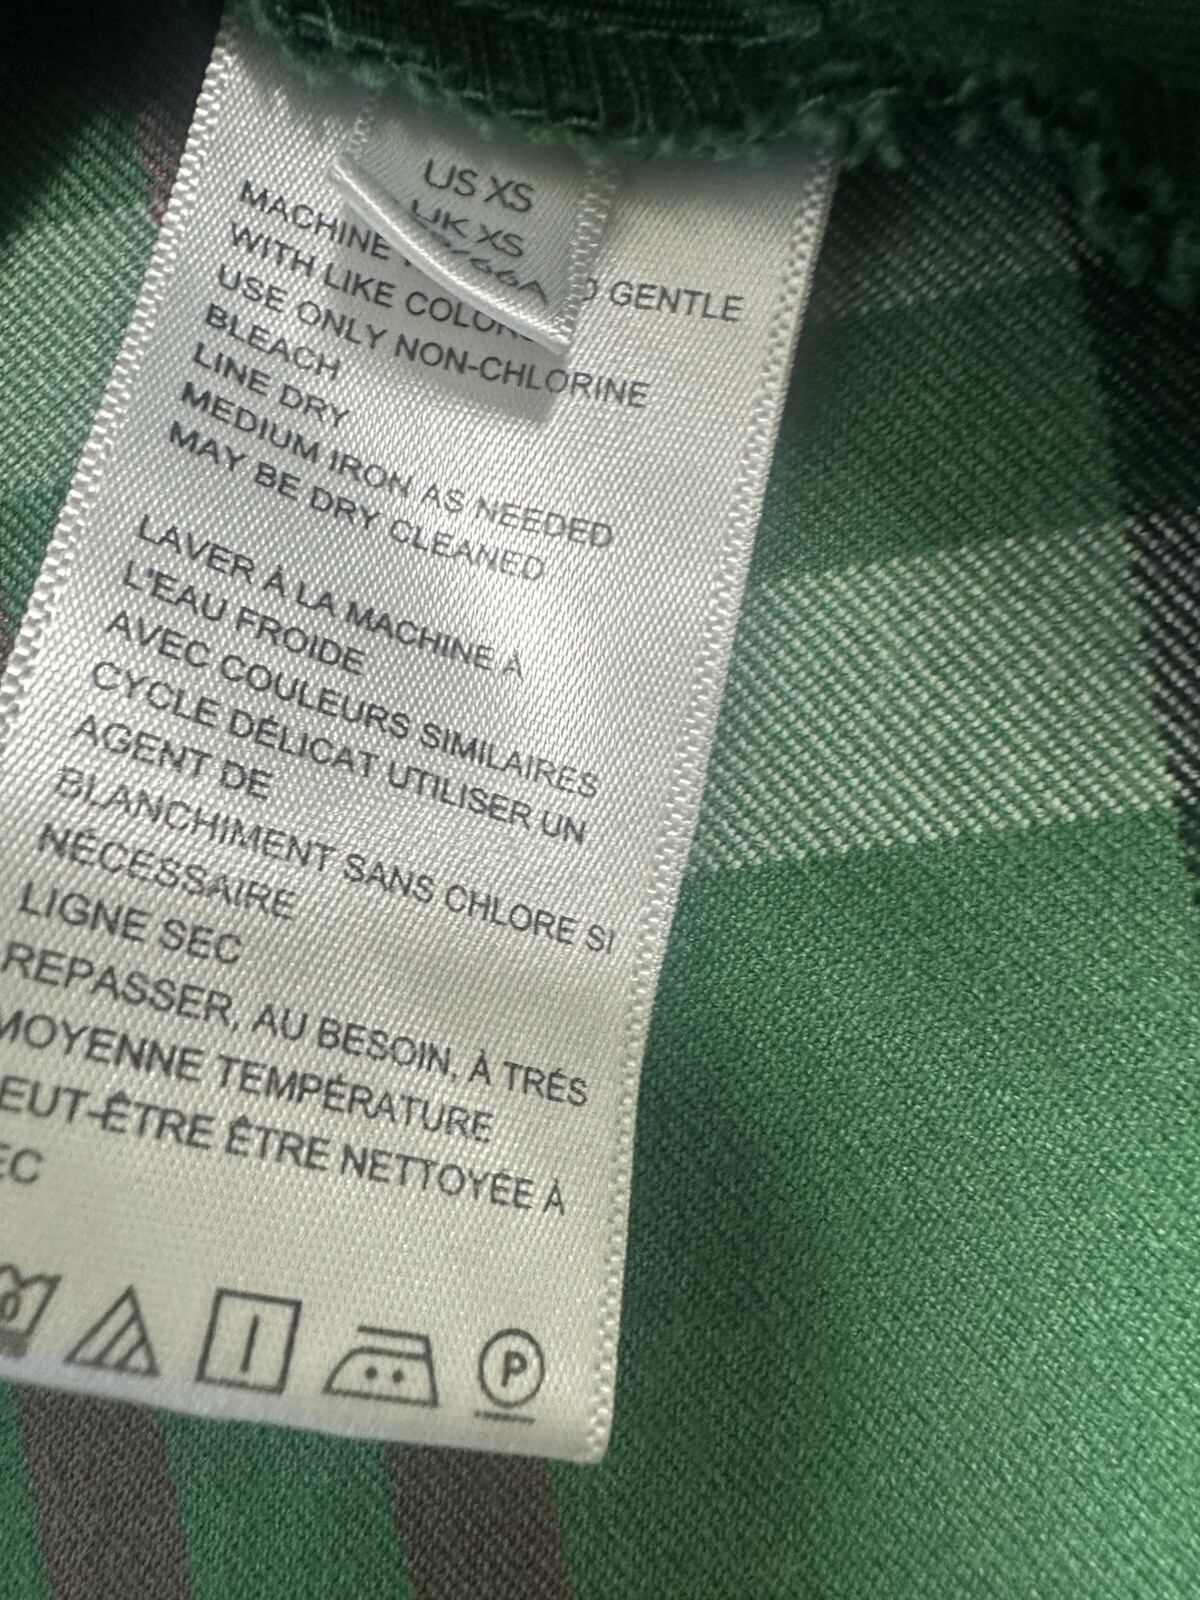 US XS
UK XS
/66A
MACHINE D GENTLE
WITH LIKE COLORS
USE ONLY NON-CHLORINE
BLEACH
LINE DRY
MEDIUM IRON AS NEEDED
MAY BE DRY CLEANED
LAVER À LA MACHINE À
L'EAU FROIDE
AVEC COULEURS SIMILAIRES
CYCLE DÉLICAT UTILISER UN
AGENT DE
BLANCHIMENT SANS CHLORE SI
NÉCESSAIRE
LIGNE SEC
REPASSER, AU BESOIN, À TRÉS
MOYENNE TEMPÉRATURE
EUT-ÊTRE ÊTRE NETTOYÉE À
EC
P